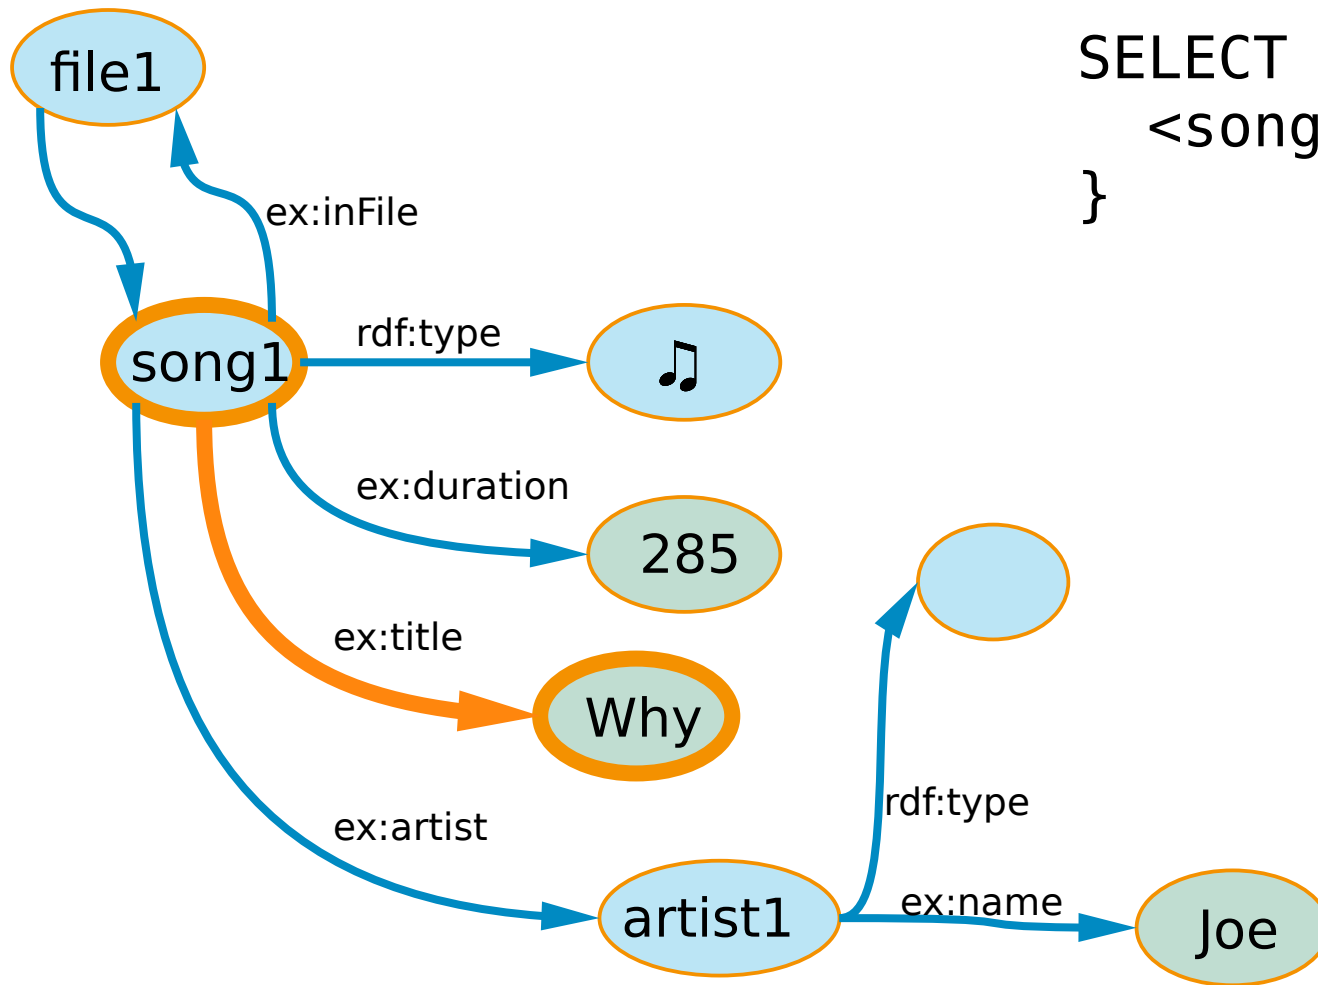 file1
SELECT
<song
}
ex:inFile
song1
rdf:type
♫
ex:duration
285
ex:title
Why
rdf:type
ex:artist
artist1
ex:name
Joe